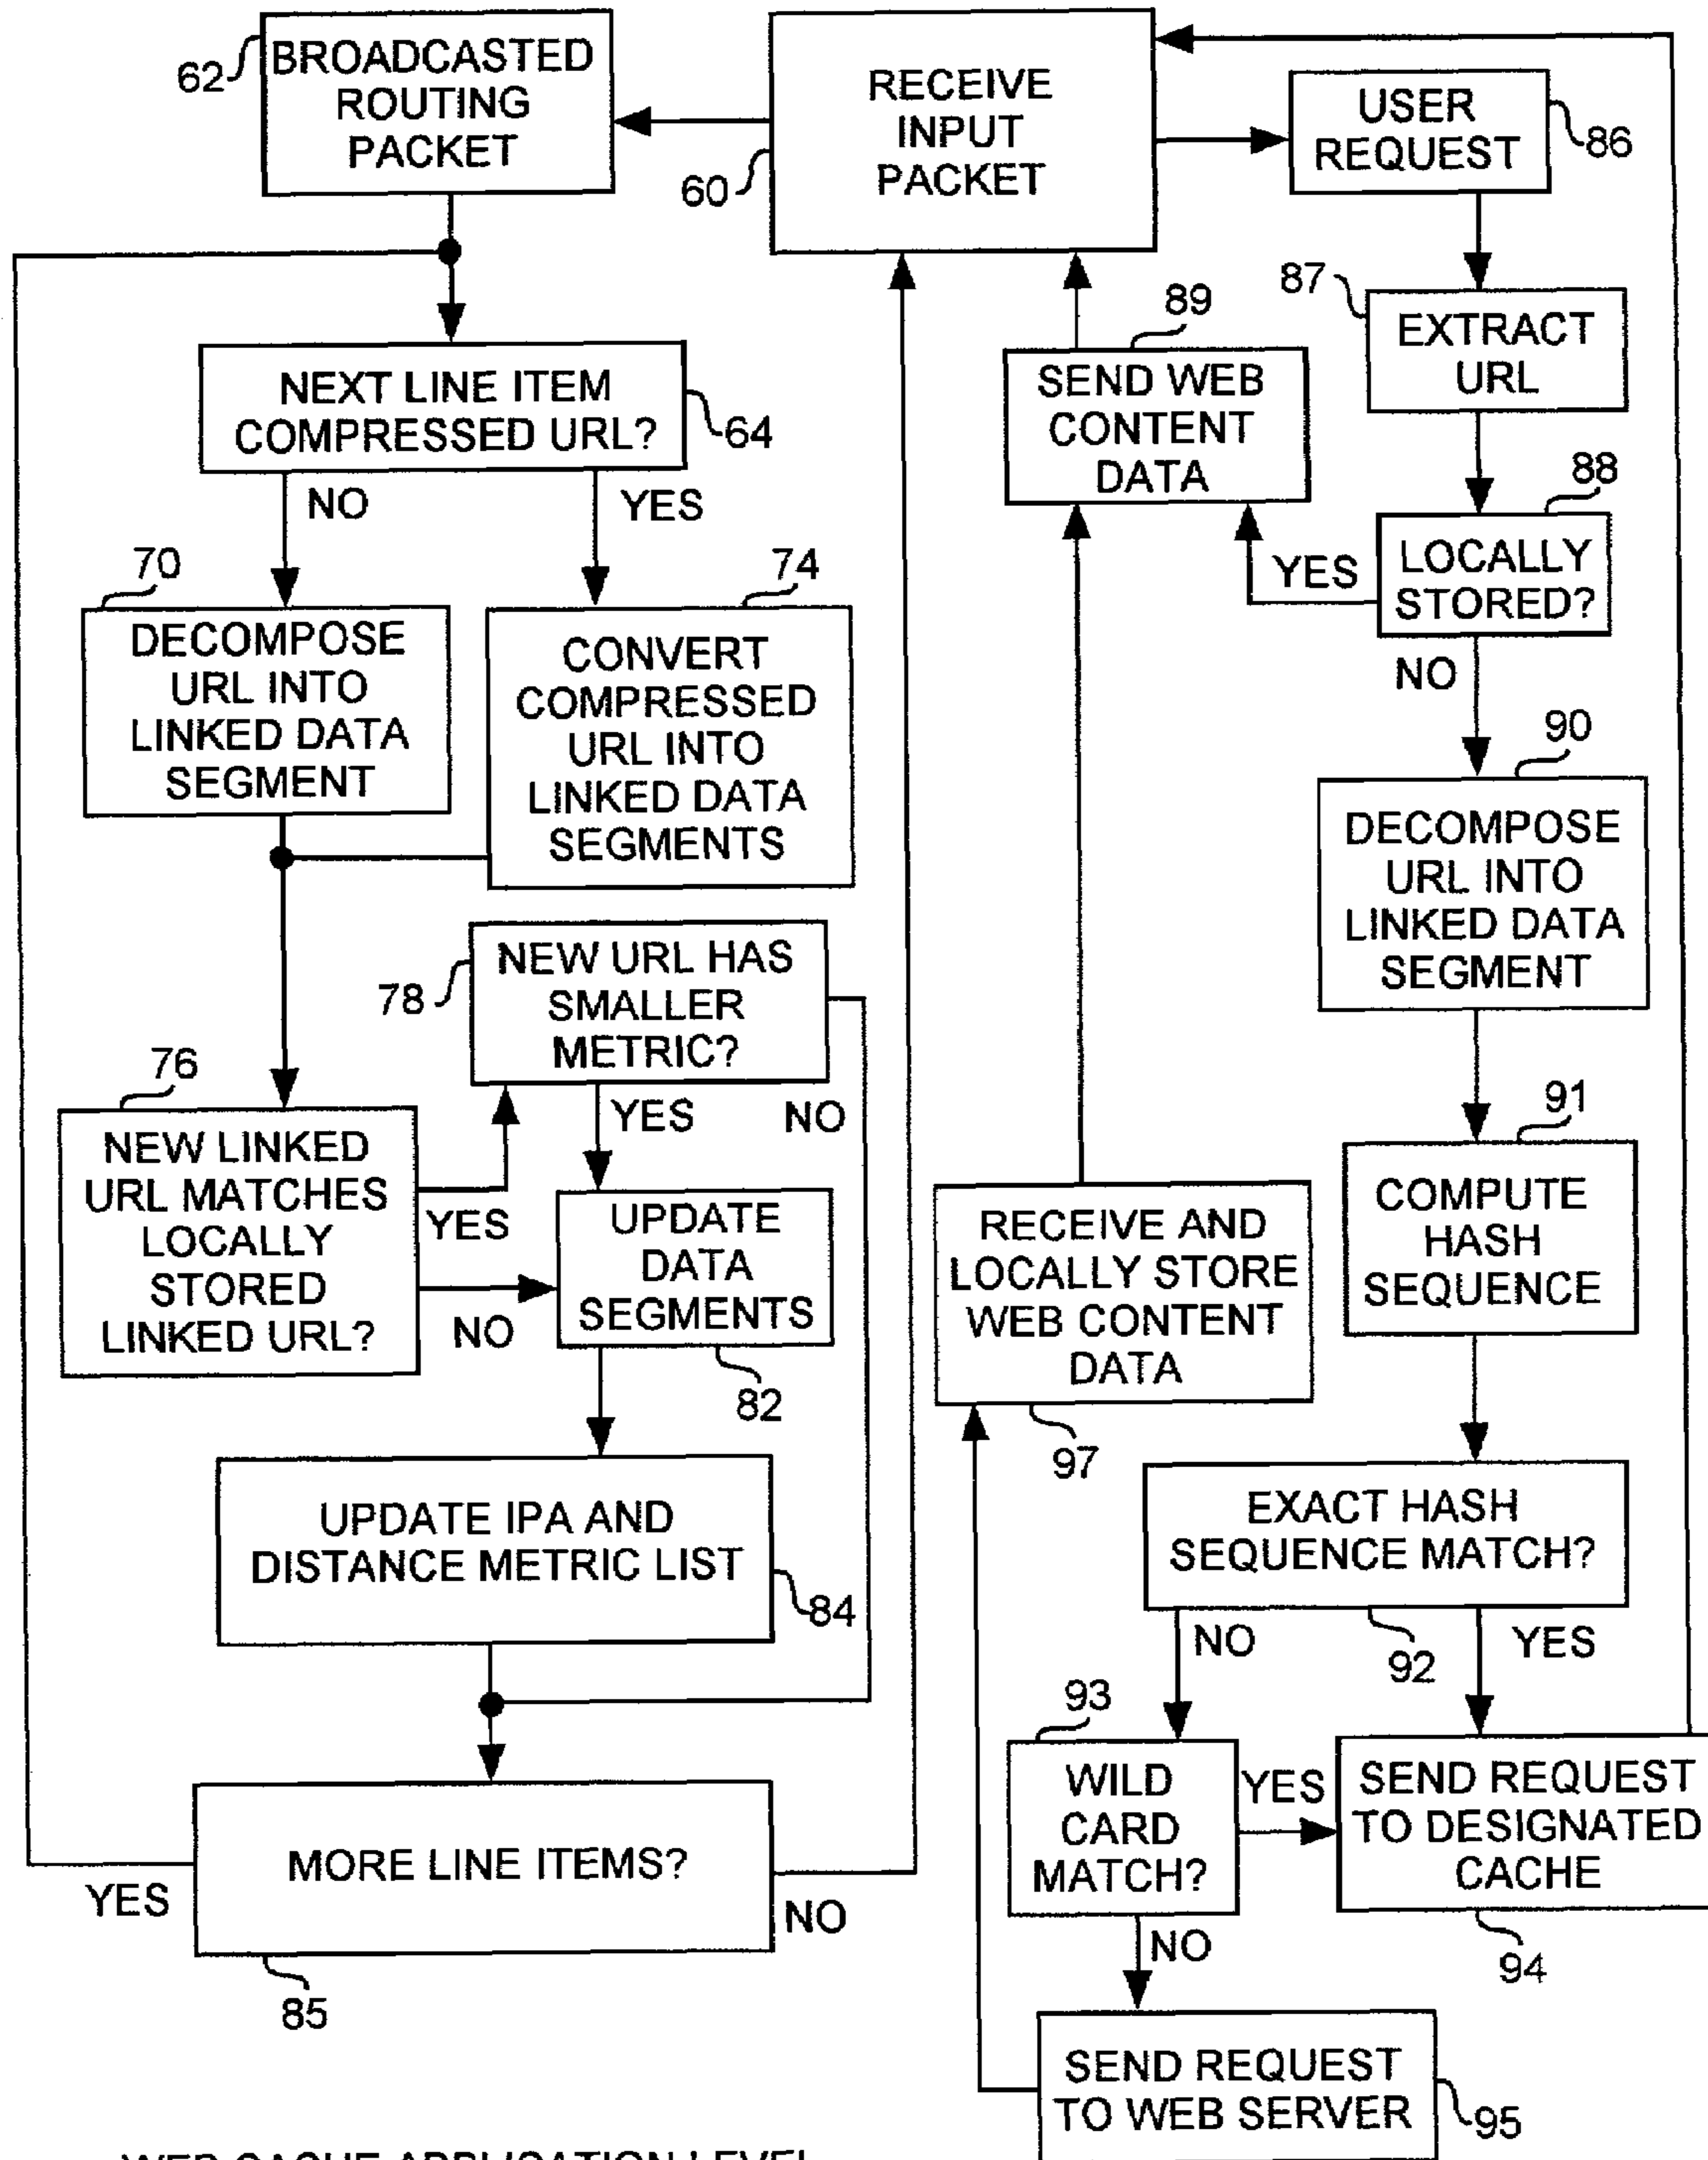 62
BROADCASTED
ROUTING
PACKET
60
RECEIVE
INPUT
PACKET
USER
REQUEST
86
87
EXTRACT
URL
89
SEND WEB
CONTENT
DATA
NEXT LINE ITEM
COMPRESSED URL?
64
NO
YES
88
LOCALLY
STORED?
YES
NO
70
DECOMPOSE
URL INTO
LINKED DATA
SEGMENT
74
CONVERT
COMPRESSED
URL INTO
LINKED DATA
SEGMENTS
90
DECOMPOSE
URL INTO
LINKED DATA
SEGMENT
78
NEW URL HAS
SMALLER
METRIC?
YES
NO
76
NEW LINKED
URL MATCHES
LOCALLY
STORED
LINKED URL?
YES
NO
UPDATE
DATA
SEGMENTS
82
91
COMPUTE
HASH
SEQUENCE
RECEIVE AND
LOCALLY STORE
WEB CONTENT
DATA
97
UPDATE IPA AND
DISTANCE METRIC LIST
84
EXACT HASH
SEQUENCE MATCH?
NO
92
YES
93
WILD
CARD
MATCH?
YES
NO
SEND REQUEST
TO DESIGNATED
CACHE
94
MORE LINE ITEMS?
YES
NO
85
SEND REQUEST
TO WEB SERVER
95
WEB CACHE APPLICATION LEVEL